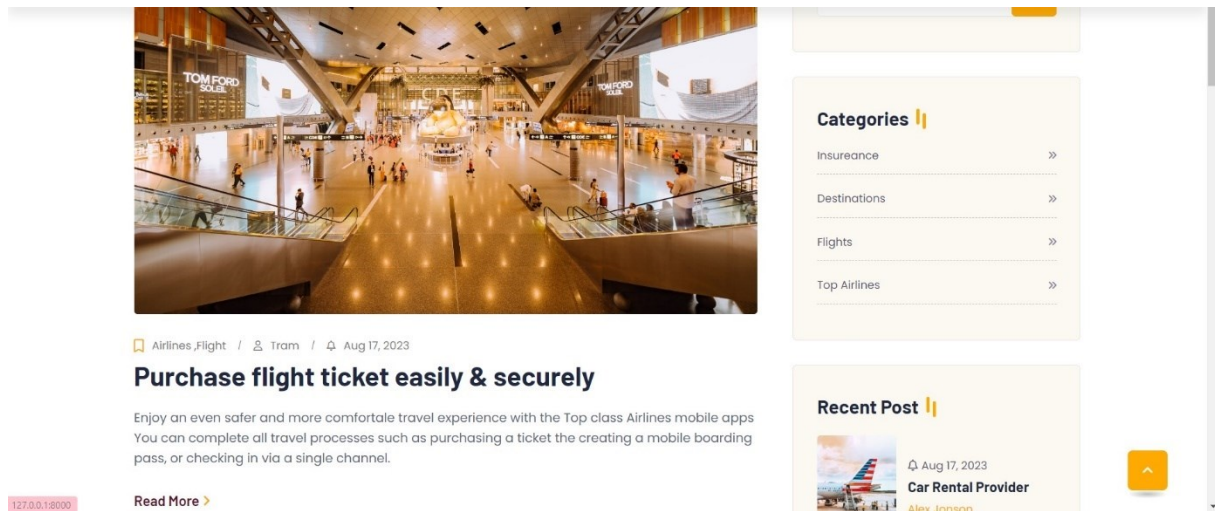 TOM FORD
SOLEIL
TOM FORD
SOLEIL
Airlines ,Flight / Tram / Aug 17, 2023
Purchase flight ticket easily & securely
Enjoy an even safer and more comfortale travel experience with the Top class Airlines mobile apps
You can complete all travel processes such as purchasing a ticket the creating a mobile boarding
pass, or checking in via a single channel.
Read More >
Categories
Insureance »
Destinations »
Flights »
Top Airlines »
Recent Post
Aug 17, 2023
Car Rental Provider
Alex Jonson
127.0.0.1:8000